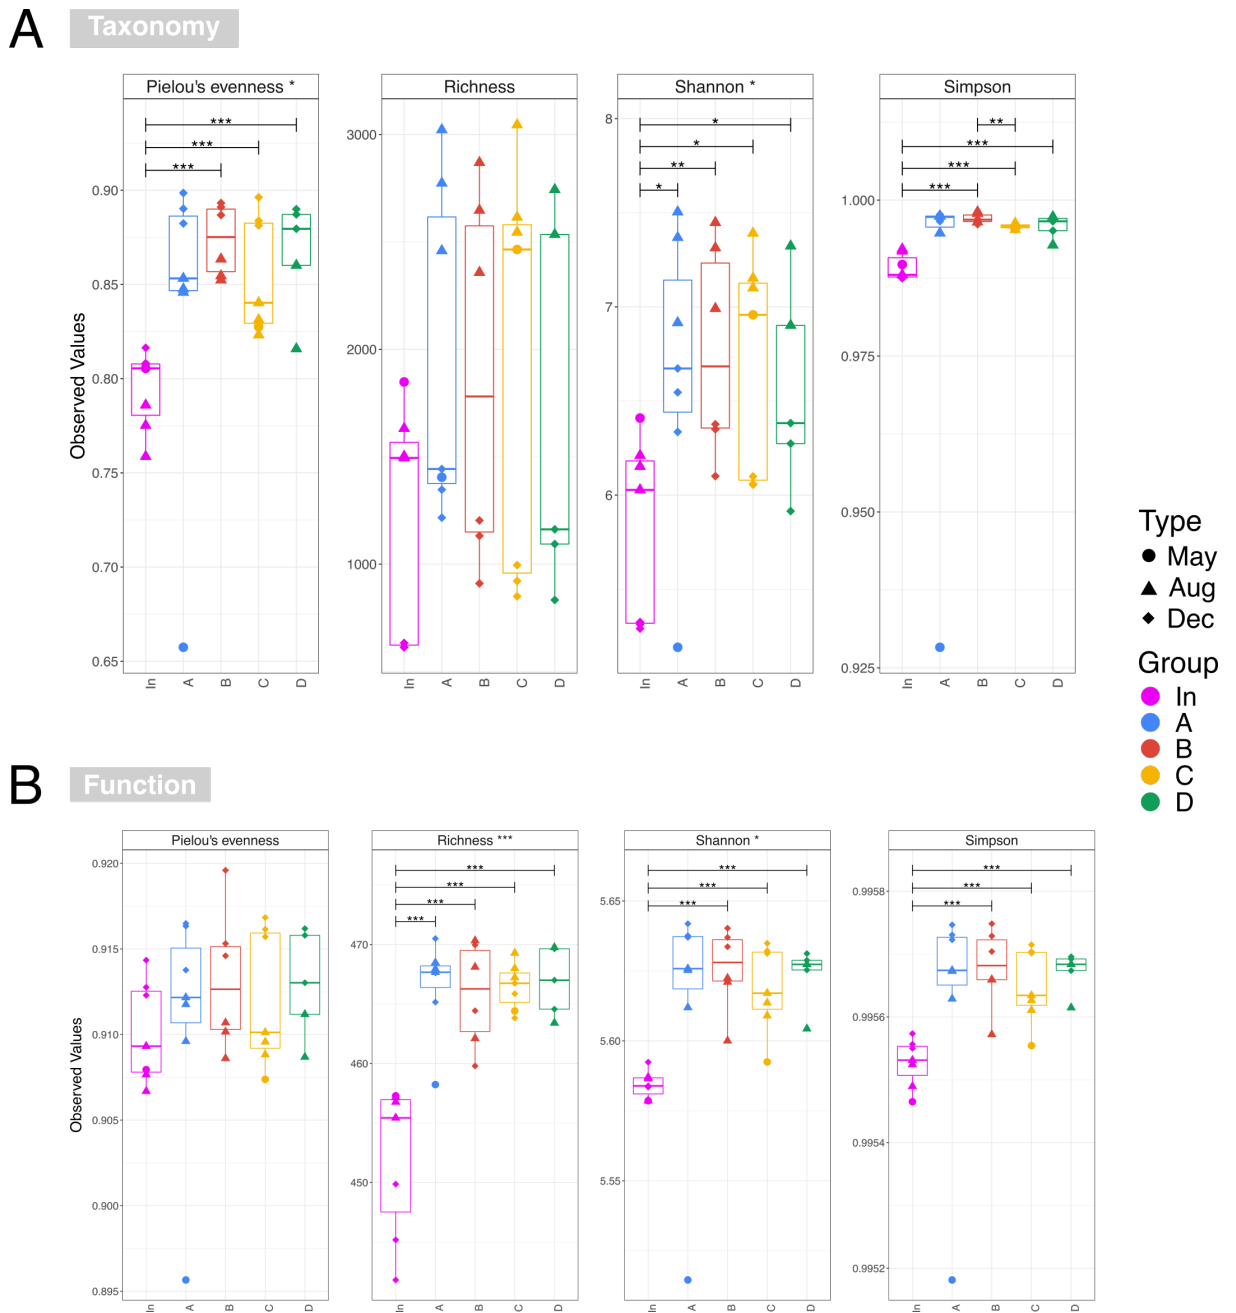 A Taxonomy
Pielou's evenness *
Richness
Shannon *
Simpson
Observed Values
0.90
0.85
0.80
0.75
0.70
0.65
***
***
***
In A B C D
3000
2000
1000
In A B C D
8
7
6
*
*
**
*
In A B C D
1.000
0.975
0.950
0.925
**
***
***
***
In A B C D
Type
May
Aug
Dec
Group
In
A
B
C
D
B Function
Pielou's evenness
Richness ***
Shannon *
Simpson
Observed Values
0.920
0.915
0.910
0.905
0.900
0.895
In A B C D
470
460
450
***
***
***
***
In A B C D
5.65
5.60
5.55
***
***
***
In A B C D
0.9958
0.9956
0.9954
0.9952
***
***
***
In A B C D